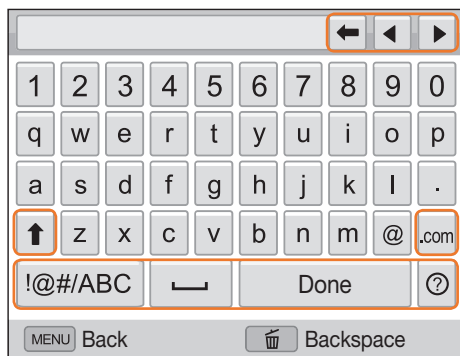 1 2 3 4 5 6 7 8 9 0
q w e r t y u i o p
a s d f g h j k l .
z x c v b n m @ .com
!@#/ABC Done ?
MENU Back Backspace